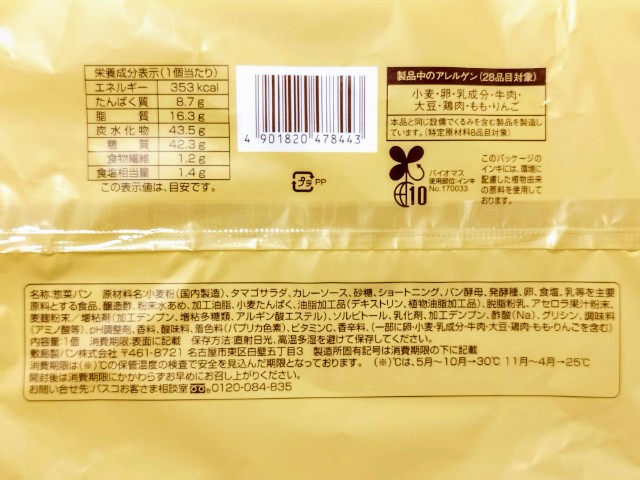 栄養成分表示(1個当たり)
エネルギー 353kcal
たんぱく質 8.7g
脂質 16.3g
炭水化物 43.5g
糖質 42.3g
食物繊維 1.2g
食塩相当量 1.4g
この表示値は、目安です。
4 901820 478443
プラ PP
製品中のアレルゲン(28品目対象)
小麦・卵・乳成分・牛肉・
大豆・鶏肉・もも・りんご
本品と同じ設備でくるみを含む製品を製造し
ています。(特定原材料8品目対象)
バイオマス
使用部位:インキ
No.170033
10
このパッケージの
インキには、環境に
配慮した植物由来
の原料を使用して
おります。
名称:惣菜パン 原材料名:小麦粉(国内製造)、タマゴサラダ、カレーソース、砂糖、ショートニング、パン酵母、発酵種、卵、食塩、乳等を主要
原料とする食品、醸造酢、粉末水あめ、加工油脂、小麦たんぱく、油脂加工品(デキストリン、植物油脂加工品)、脱脂粉乳、アセロラ果汁粉末、
麦麹粉末/増粘剤(加工デンプン、増粘多糖類、アルギン酸エステル)、ソルビトール、乳化剤、加工デンプン、酢酸(Na)、グリシン、調味料
(アミノ酸等)、pH調整剤、香料、酸味料、着色料(パプリカ色素)、ビタミンC、香辛料、(一部に卵・小麦・乳成分・牛肉・大豆・鶏肉・もも・りんごを含む)
内容量:1個 消費期限:表面に記載 保存方法:直射日光、高温多湿を避けて保存してください。
敷島製パン株式会社 〒461-8721 名古屋市東区白壁五丁目3 製造所固有記号は消費期限の下に記載
消費期限は(※)℃の保管温度の検査で安全を見込んだ期限となっております。 (※)℃は、5月~10月→30℃ 11月~4月→25℃
開封後は消費期限にかかわらずお早めにお召し上がりください。
お問い合せ先:パスコお客さま相談室 0120-084-835